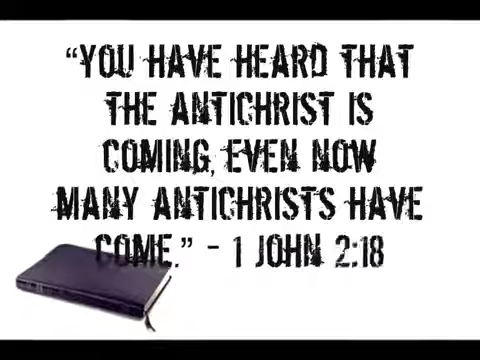 “YOU HAVE HEARD THAT
THE ANTICHRIST IS
COMING, EVEN NOW
MANY ANTICHRISTS HAVE
COME.” - 1 JOHN 2:18